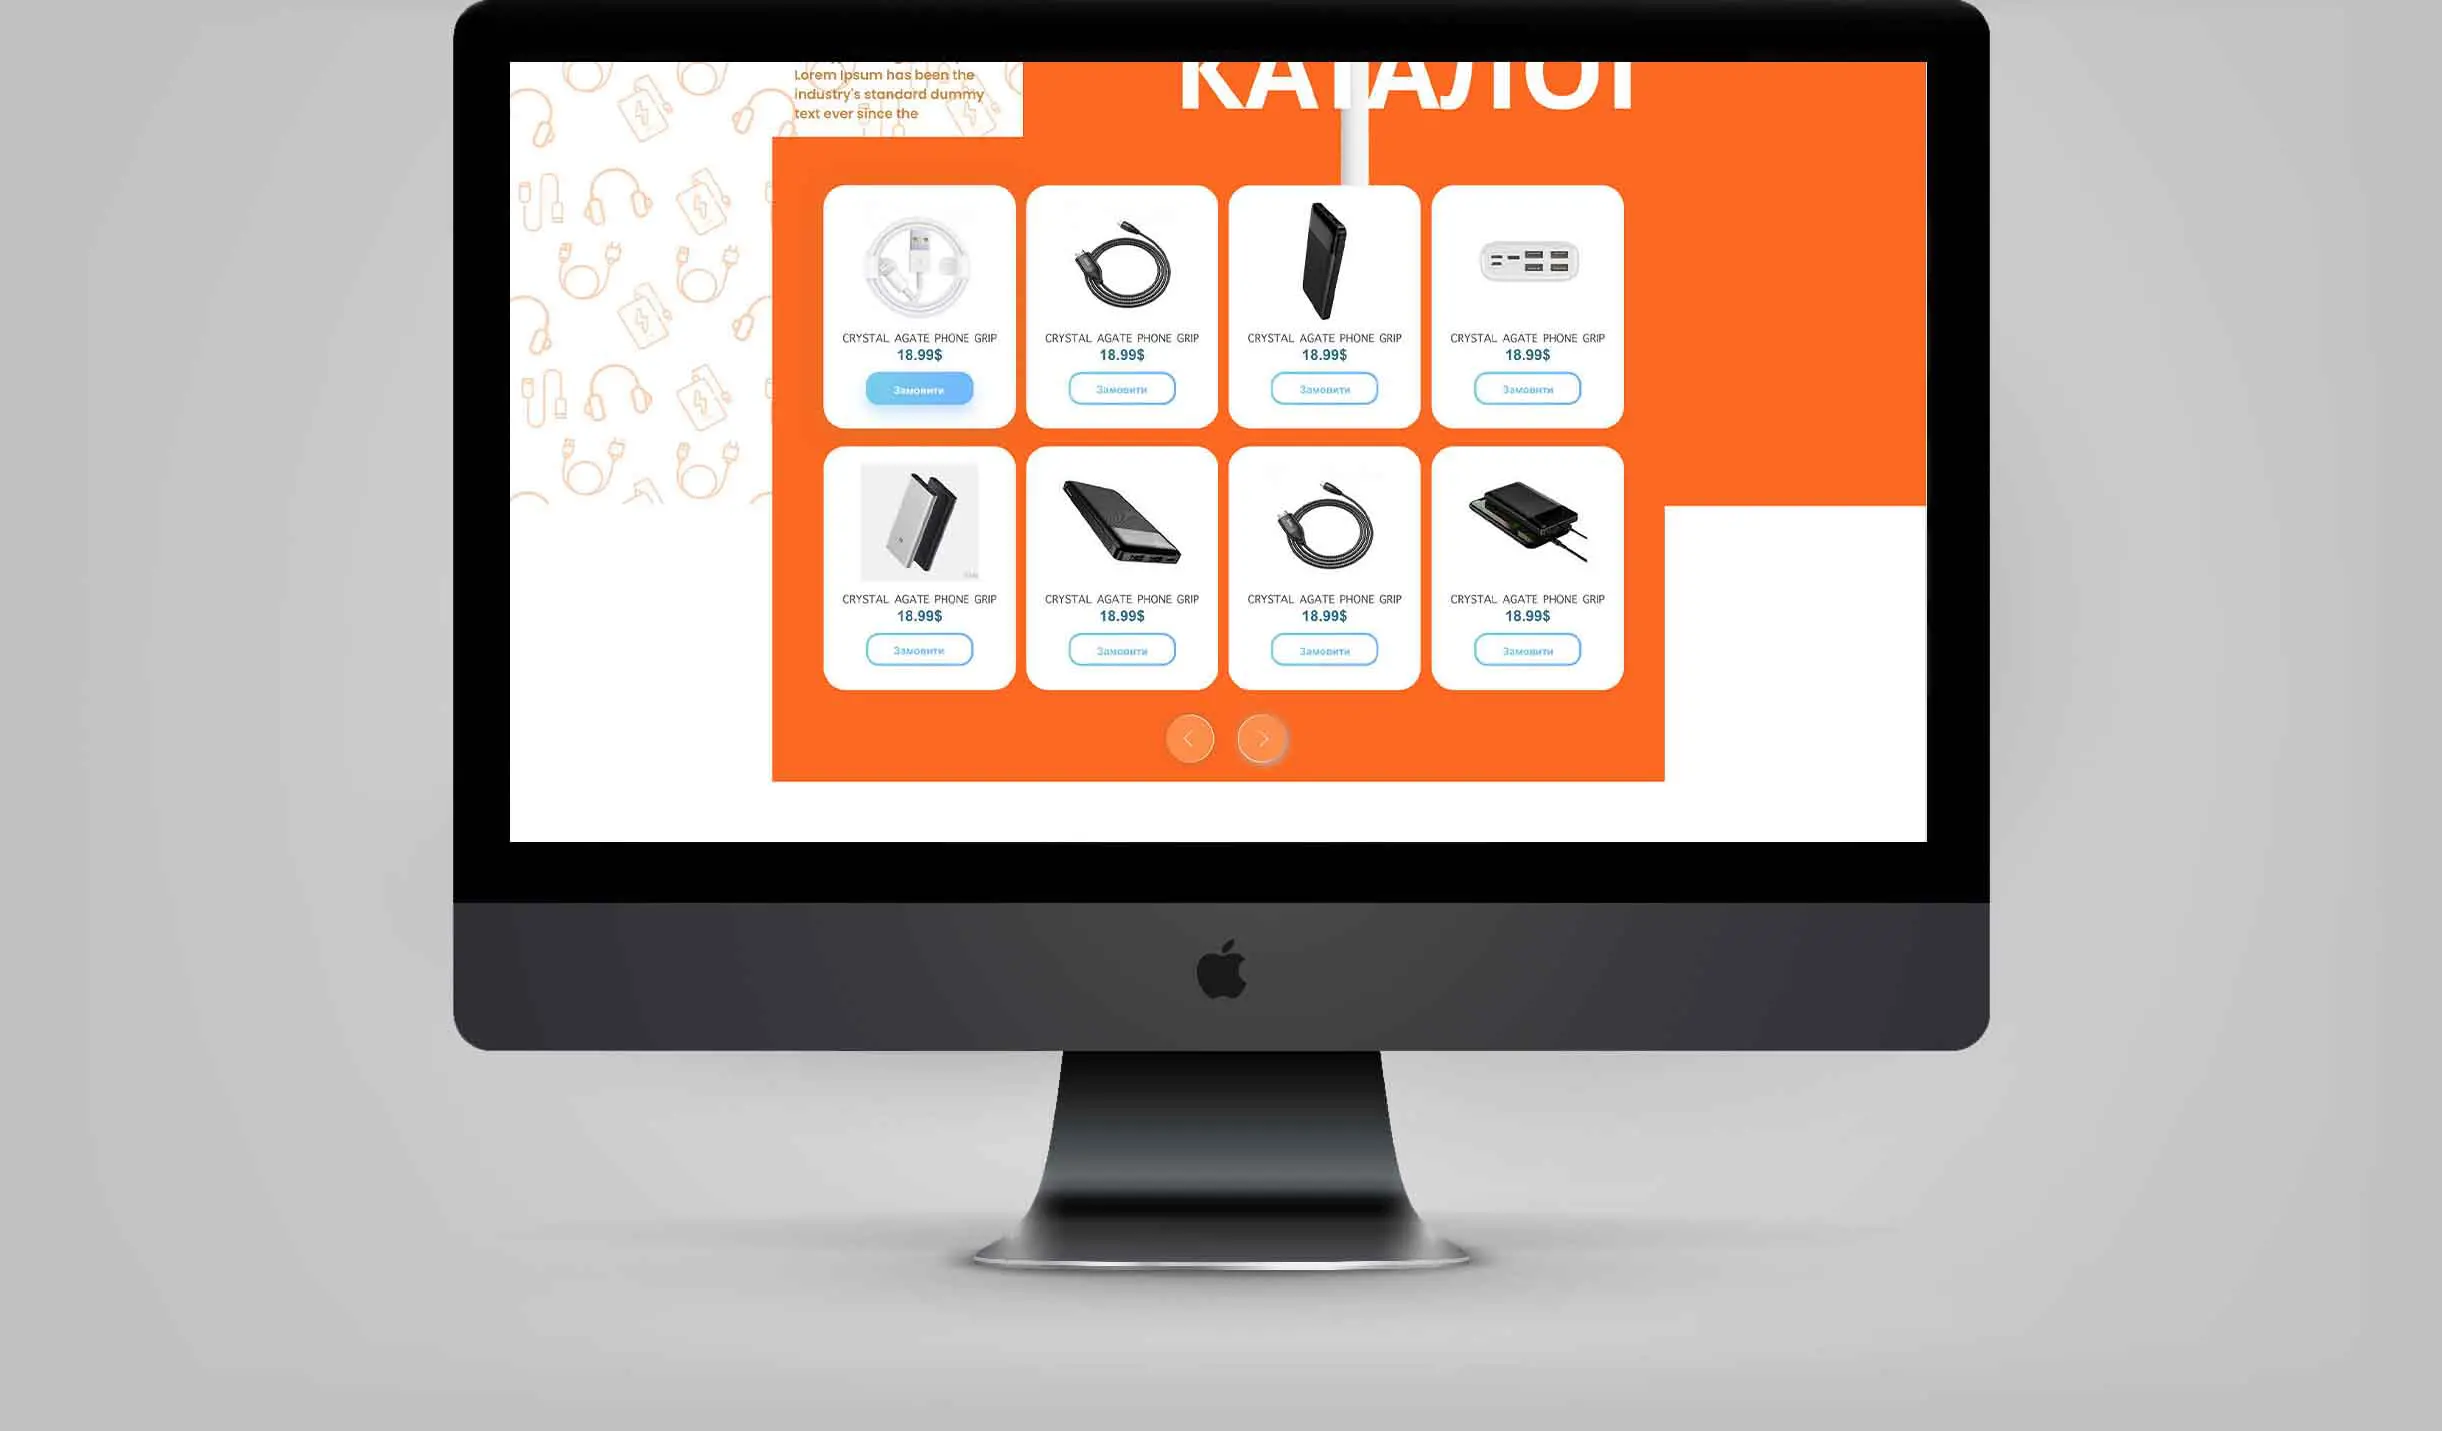 КАТАЛОГ
Lorem Ipsum has been the
industry's standard dummy
text ever since the
CRYSTAL AGATE PHONE GRIP
18.99$
Замовити
CRYSTAL AGATE PHONE GRIP
18.99$
Замовити
CRYSTAL AGATE PHONE GRIP
18.99$
Замовити
CRYSTAL AGATE PHONE GRIP
18.99$
Замовити
CRYSTAL AGATE PHONE GRIP
18.99$
Замовити
CRYSTAL AGATE PHONE GRIP
18.99$
Замовити
CRYSTAL AGATE PHONE GRIP
18.99$
Замовити
CRYSTAL AGATE PHONE GRIP
18.99$
Замовити